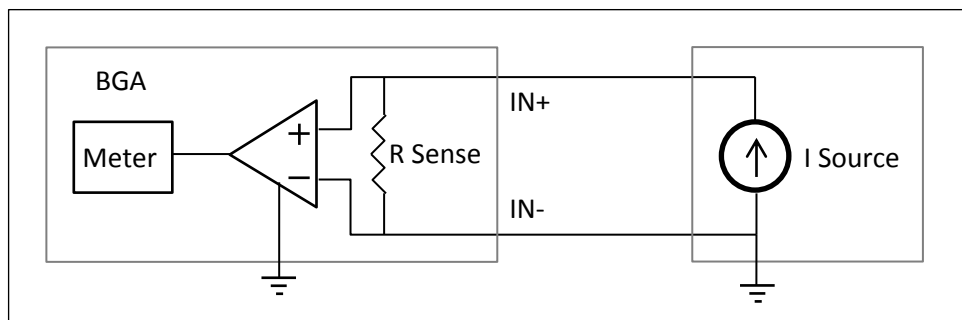 BGA
IN+
+
Meter
R Sense
I Source
−
IN-